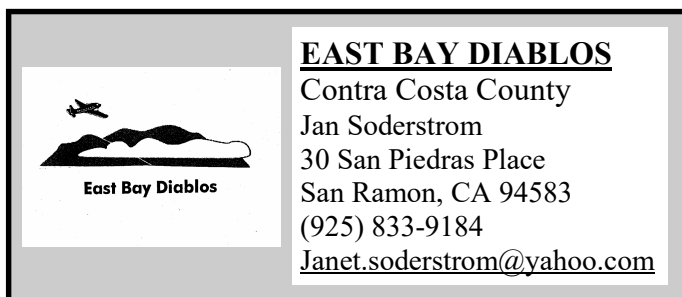 East Bay Diablos
EAST BAY DIABLOS
Contra Costa County
Jan Soderstrom
30 San Piedras Place
San Ramon, CA 94583
(925) 833-9184
Janet.soderstrom@yahoo.com